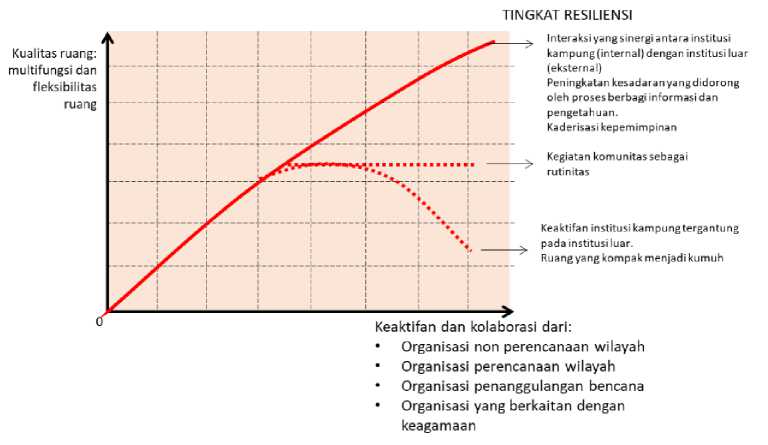 TINGKAT RESILIENSI
Kualitas ruang:
multifungsi dan
fleksibilitas
ruang
Interaksi yang sinergi antara institusi
kampung (internal) dengan institusi luar
(eksternal)
Peningkatan kesadaran yang didorong
oleh proses berbagi informasi dan
pengetahuan.
Kaderisasi kepemimpinan
Kegiatan komunitas sebagai
rutinitas
Keaktifan institusi kampung tergantung
pada institusi luar.
Ruang yang kompak menjadi kumuh
0
Keaktifan dan kolaborasi dari:
• Organisasi non perencanaan wilayah
• Organisasi perencanaan wilayah
• Organisasi penanggulangan bencana
• Organisasi yang berkaitan dengan
keagamaan